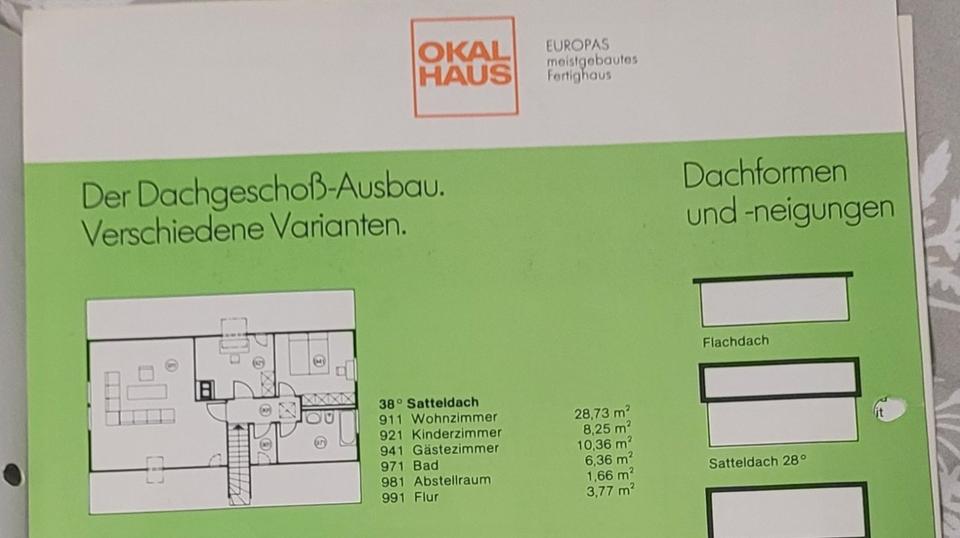 OKAL
HAUS
EUROPAS
meistgebautes
Fertighaus
Der Dachgeschoß-Ausbau.
Verschiedene Varianten.
38° Satteldach
911 Wohnzimmer 28,73 m²
921 Kinderzimmer 8,25 m²
941 Gästezimmer 10,36 m²
971 Bad 6,36 m²
981 Abstellraum 1,66 m²
991 Flur 3,77 m²
Dachformen
und -neigungen
Flachdach
Satteldach 28°
it